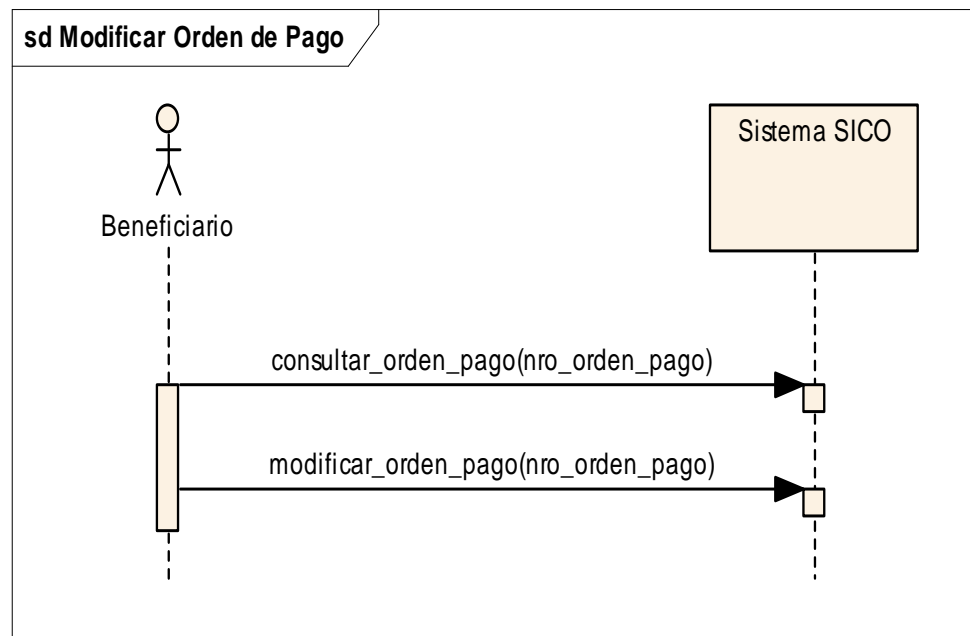 sd Modificar Orden de Pago
Beneficiario
Sistema SICO
consultar_orden_pago(nro_orden_pago)
modificar_orden_pago(nro_orden_pago)